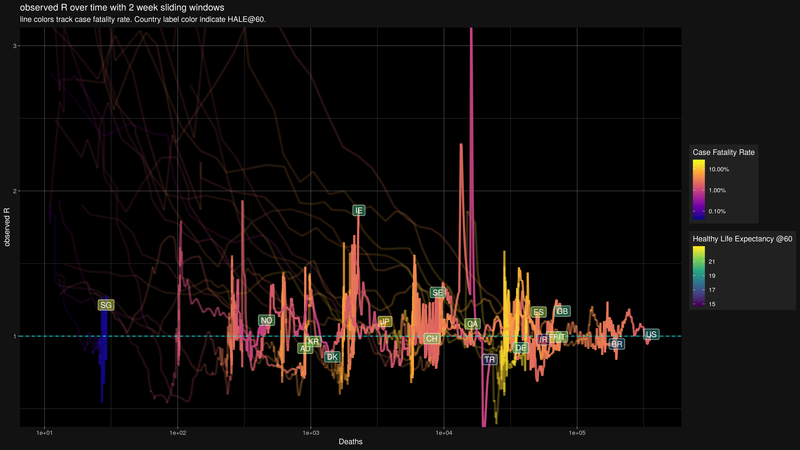 observed R over time with 2 week sliding windows
line colors track case fatality rate. Country label color indicate HALE@60.
observed R
3
2
1
IE
SE
SG
NO
JP
CA
ES
GB
KR
AU
CH
IR
US
DK
DE
BR
TR
1e+01
1e+02
1e+03
1e+04
1e+05
Deaths
Case Fatality Rate
10.00%
1.00%
0.10%
Healthy Life Expectancy @60
21
19
17
15